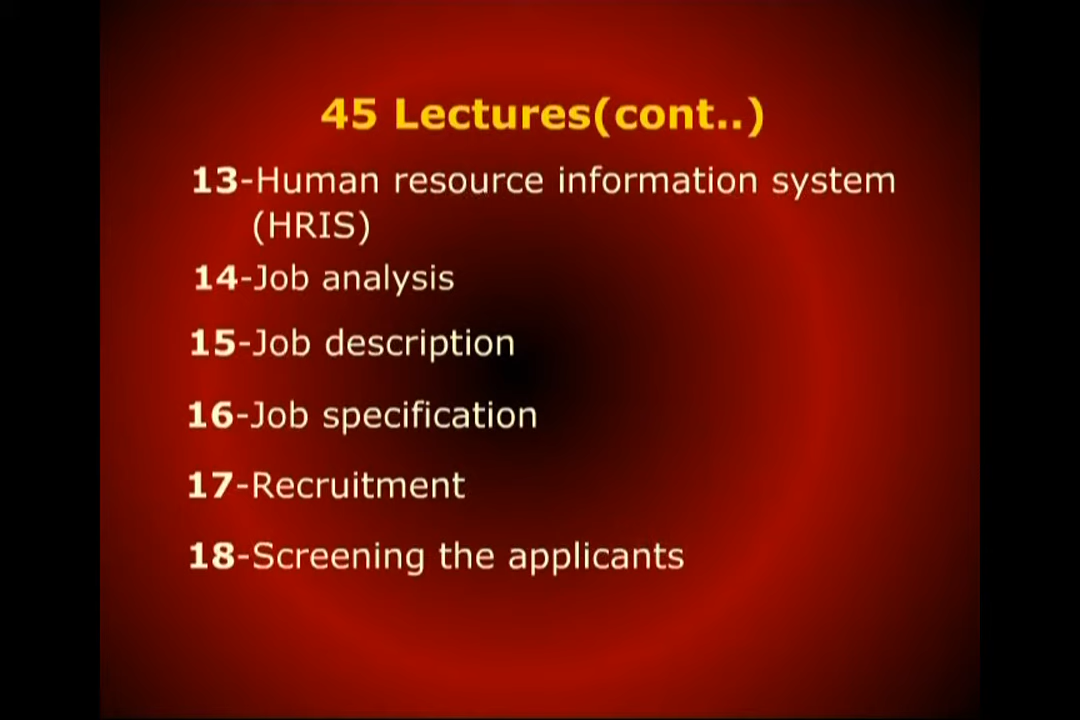 45 Lectures(cont..)
13-Human resource information system
(HRIS)
14-Job analysis
15-Job description
16-Job specification
17-Recruitment
18-Screening the applicants